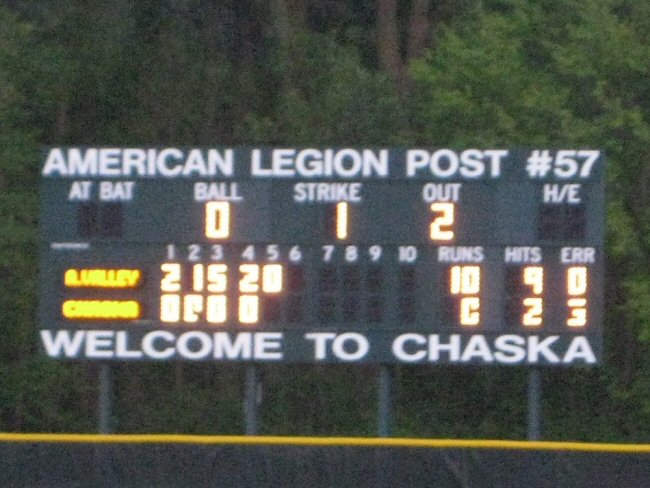 AMERICAN LEGION POST #57
AT BAT BALL STRIKE OUT H/E
0 1 2
1 2 3 4 5 6 7 8 9 10 RUNS HITS ERR
A.VALLEY 2 1 5 2 0 10 9 0
CHASKA 0 0 0 0 2
WELCOME TO CHASKA